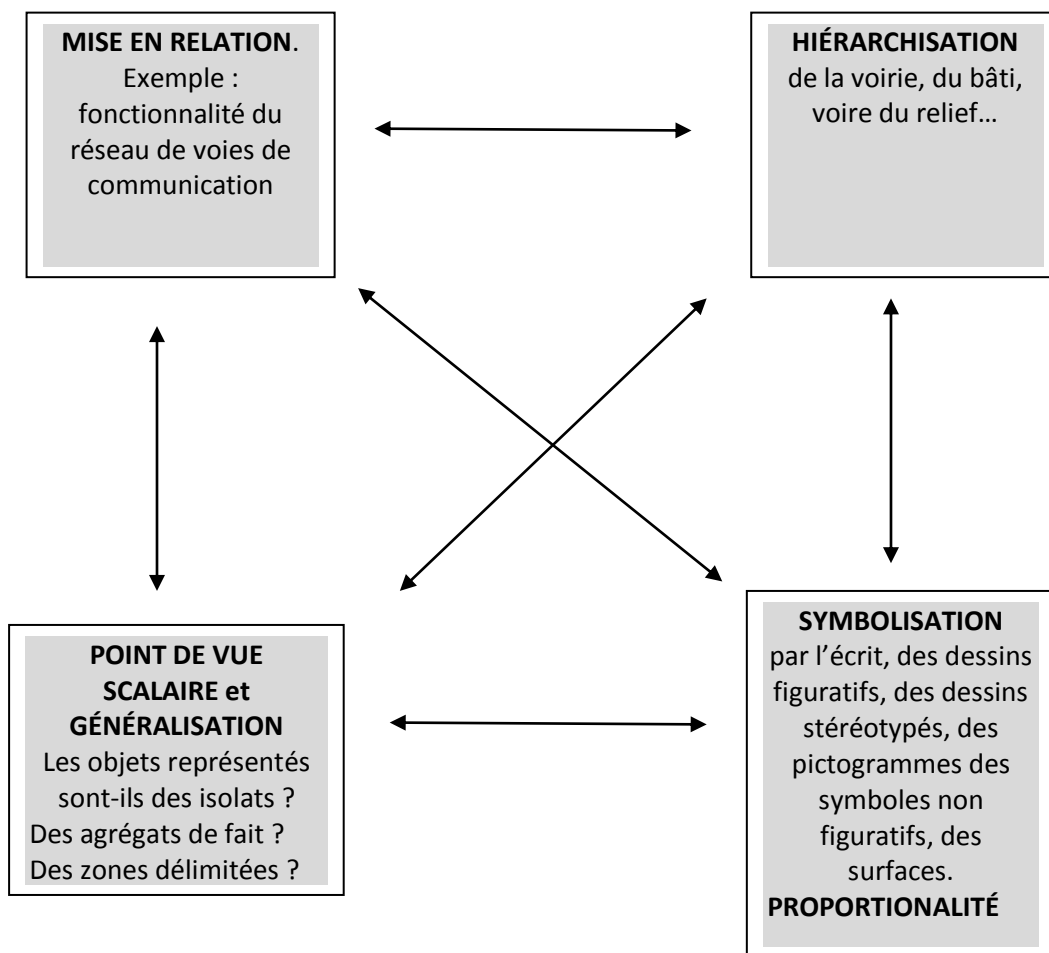 MISE EN RELATION.
Exemple :
fonctionnalité du
réseau de voies de
communication
HIÉRARCHISATION
de la voirie, du bâti,
voire du relief…
POINT DE VUE
SCALAIRE et
GÉNÉRALISATION
Les objets représentés
sont-ils des isolats ?
Des agrégats de fait ?
Des zones délimitées ?
SYMBOLISATION
par l’écrit, des dessins
figuratifs, des dessins
stéréotypés, des
pictogrammes des
symboles non
figuratifs, des
surfaces.
PROPORTIONALITÉ